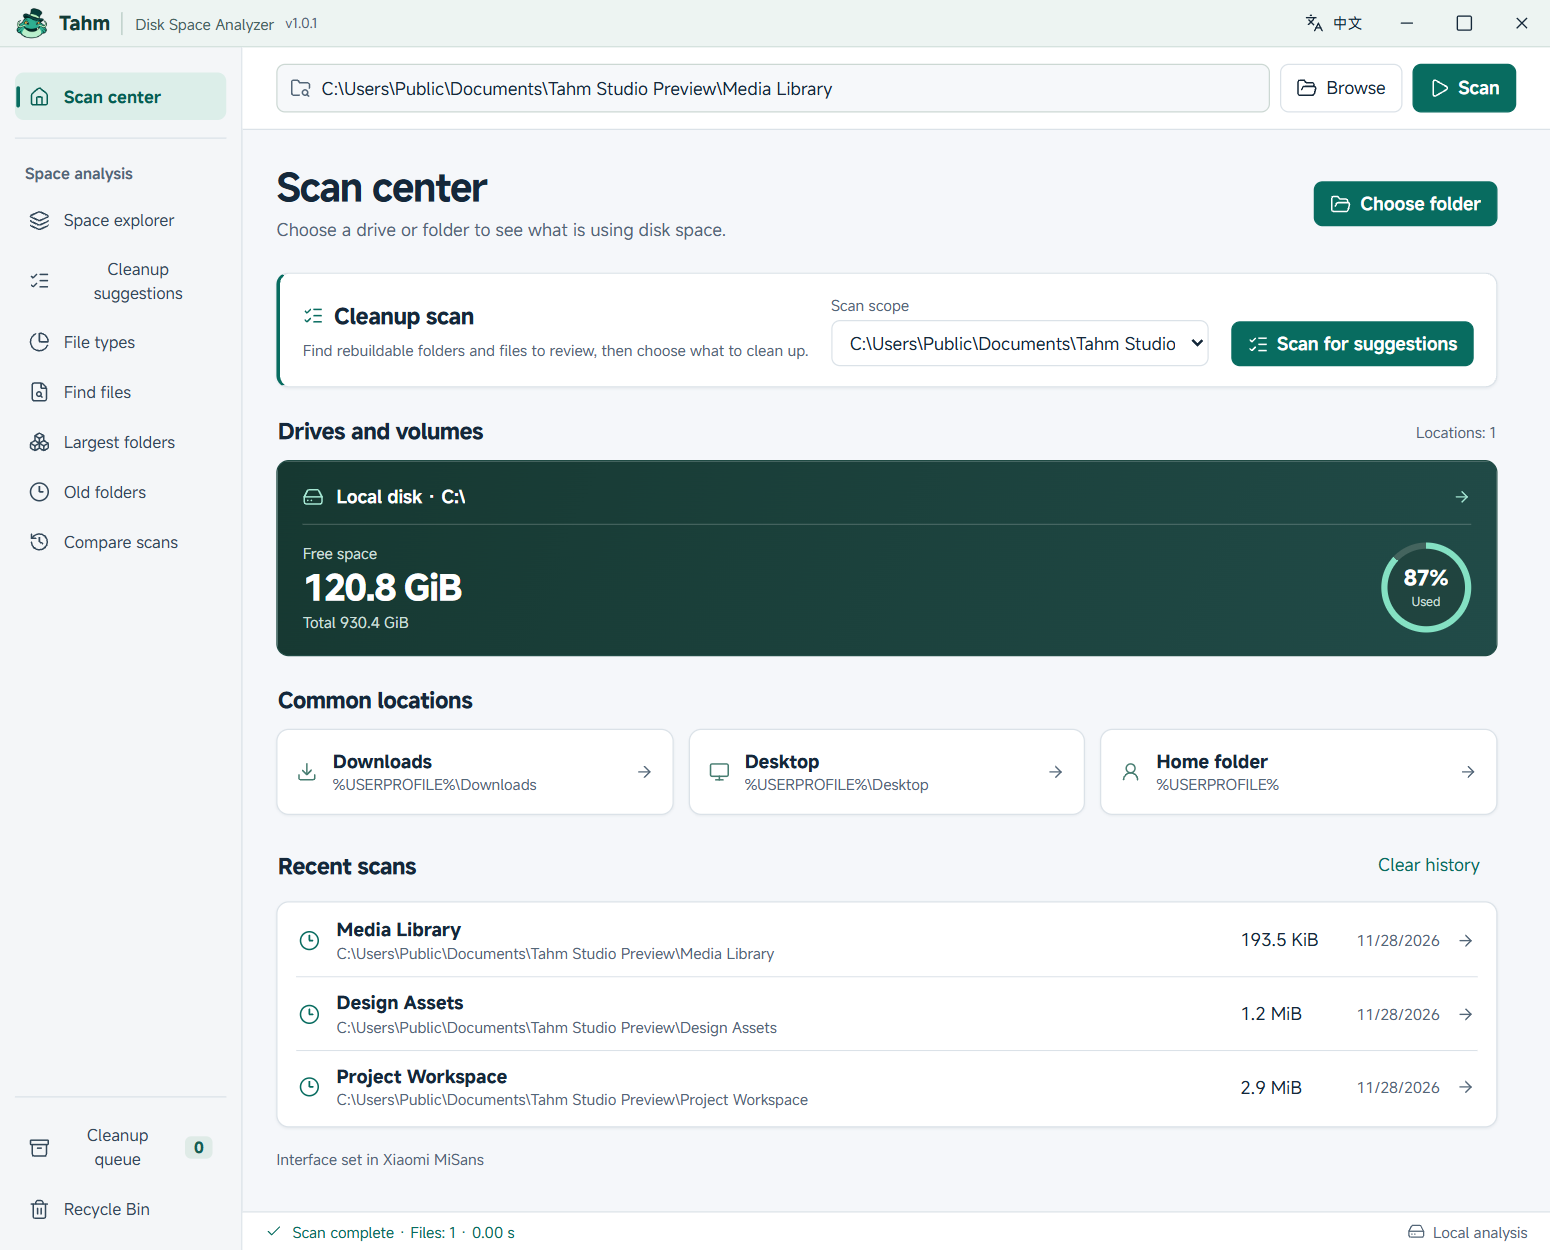 Tahm
Disk Space Analyzer
v1.0.1
中文
C:\Users\Public\Documents\Tahm Studio Preview\Media Library
Browse
Scan
Scan center
Space analysis
Space explorer
Cleanup
suggestions
File types
Find files
Largest folders
Old folders
Compare scans
Cleanup
queue
0
Recycle Bin
Scan center
Choose a drive or folder to see what is using disk space.
Choose folder
Cleanup scan
Find rebuildable folders and files to review, then choose what to clean up.
Scan scope
C:\Users\Public\Documents\Tahm Studio
Scan for suggestions
Drives and volumes
Locations: 1
Local disk · C:\
Free space
120.8 GiB
Total 930.4 GiB
87%
Used
Common locations
Downloads
%USERPROFILE%\Downloads
Desktop
%USERPROFILE%\Desktop
Home folder
%USERPROFILE%
Recent scans
Clear history
Media Library
C:\Users\Public\Documents\Tahm Studio Preview\Media Library
193.5 KiB
11/28/2026
Design Assets
C:\Users\Public\Documents\Tahm Studio Preview\Design Assets
1.2 MiB
11/28/2026
Project Workspace
C:\Users\Public\Documents\Tahm Studio Preview\Project Workspace
2.9 MiB
11/28/2026
Interface set in Xiaomi MiSans
Scan complete · Files: 1 · 0.00 s
Local analysis